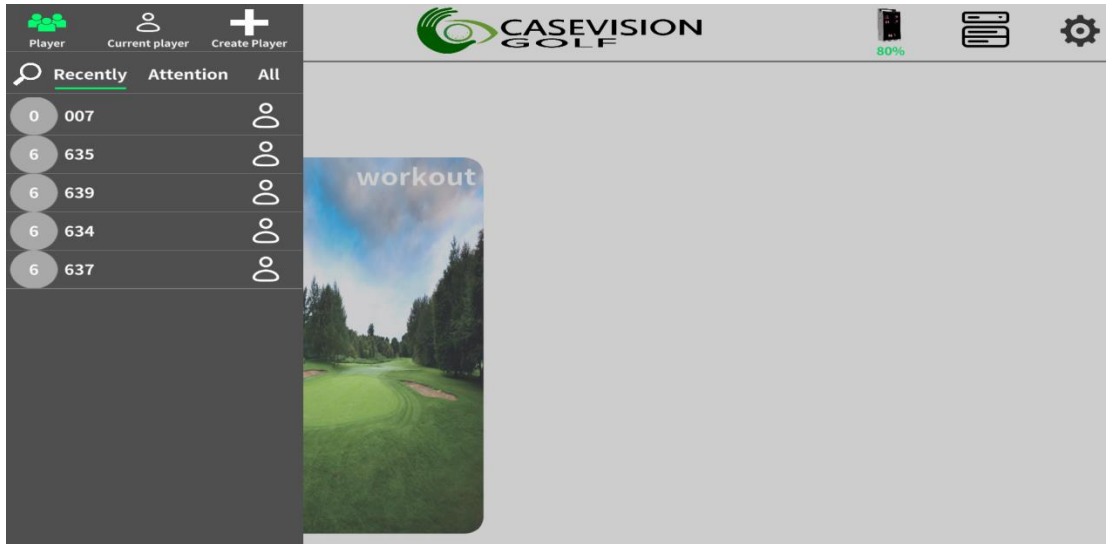 Player Current player Create Player
CASEVISION
GOLF
80%
Recently Attention All
0 007
6 635
6 639
6 634
6 637
workout